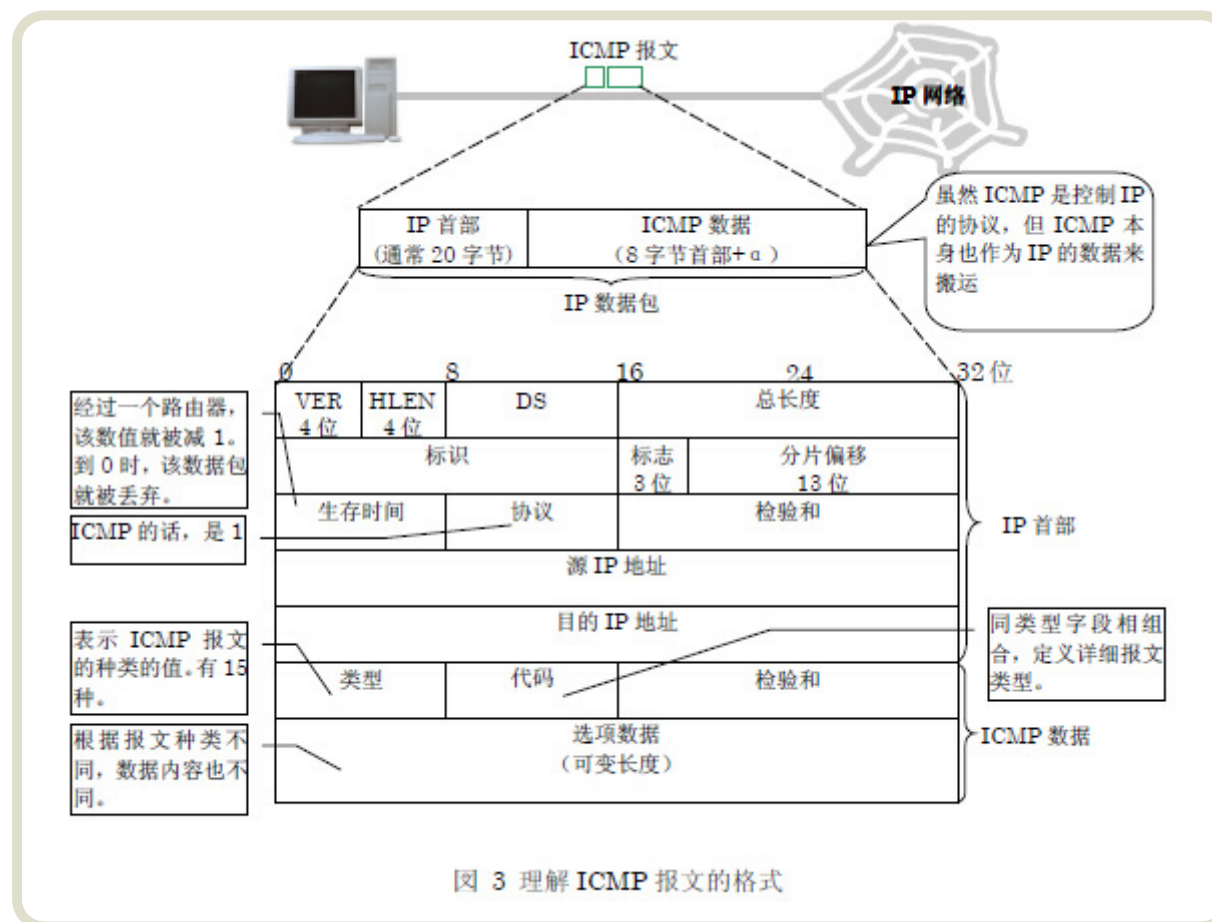 ICMP 报文
IP 网络
虽然 ICMP 是控制 IP
的协议，但 ICMP 本
身也作为 IP 的数据来
搬运
IP 首部
(通常 20 字节)
ICMP 数据
（8 字节首部+α）
IP 数据包
0 8 16 24 32 位
经过一个路由器，
该数值就被减 1。
到 0 时，该数据包
就被丢弃。
ICMP 的话，是 1
VER
4 位
HLEN
4 位
DS
总长度
标识
标志
3 位
分片偏移
13 位
生存时间
协议
检验和
IP 首部
源 IP 地址
目的 IP 地址
表示 ICMP 报文
的种类的值。有 15
种。
同类型字段相组
合，定义详细报文
类型。
类型
代码
检验和
根据报文种类不
同，数据内容也不
同。
选项数据
（可变长度）
ICMP 数据
图 3 理解 ICMP 报文的格式